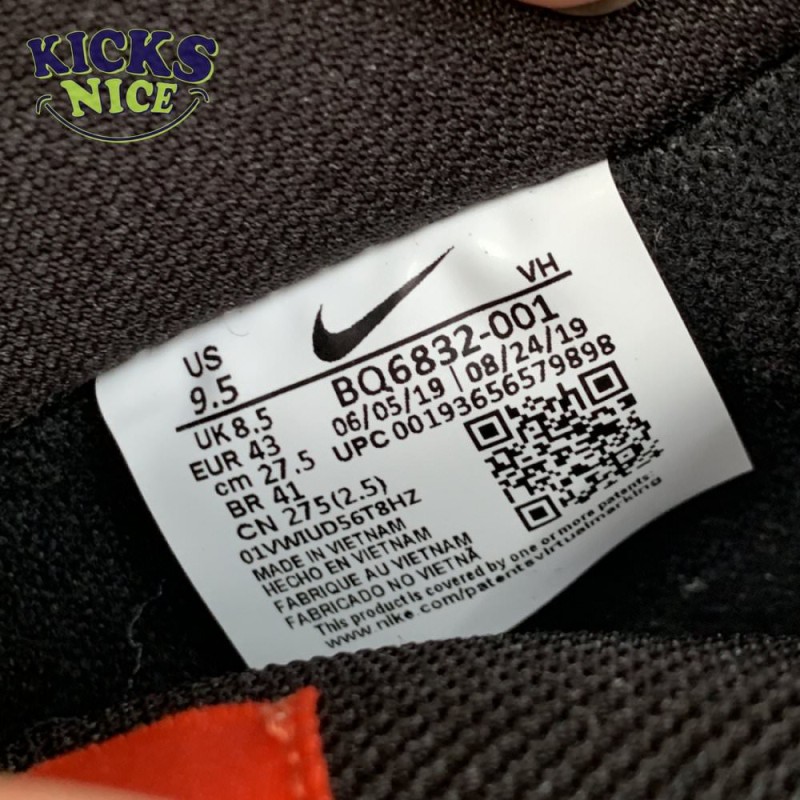 KICKS
NICE
VH
US
9.5
BQ6832-001
06/05/19 | 08/24/19
UPC 00193656579898
UK 8.5
EUR 43
cm 27.5
BR 41
CN 275(2.5)
01VWIUD56T8HZ
MADE IN VIETNAM
HECHO EN VIETNAM
FABRIQUE AU VIETNAM
FABRICADO NO VIETNÃ
This product is covered by one or more patents:
www.nike.com/patentsvirtualmarking